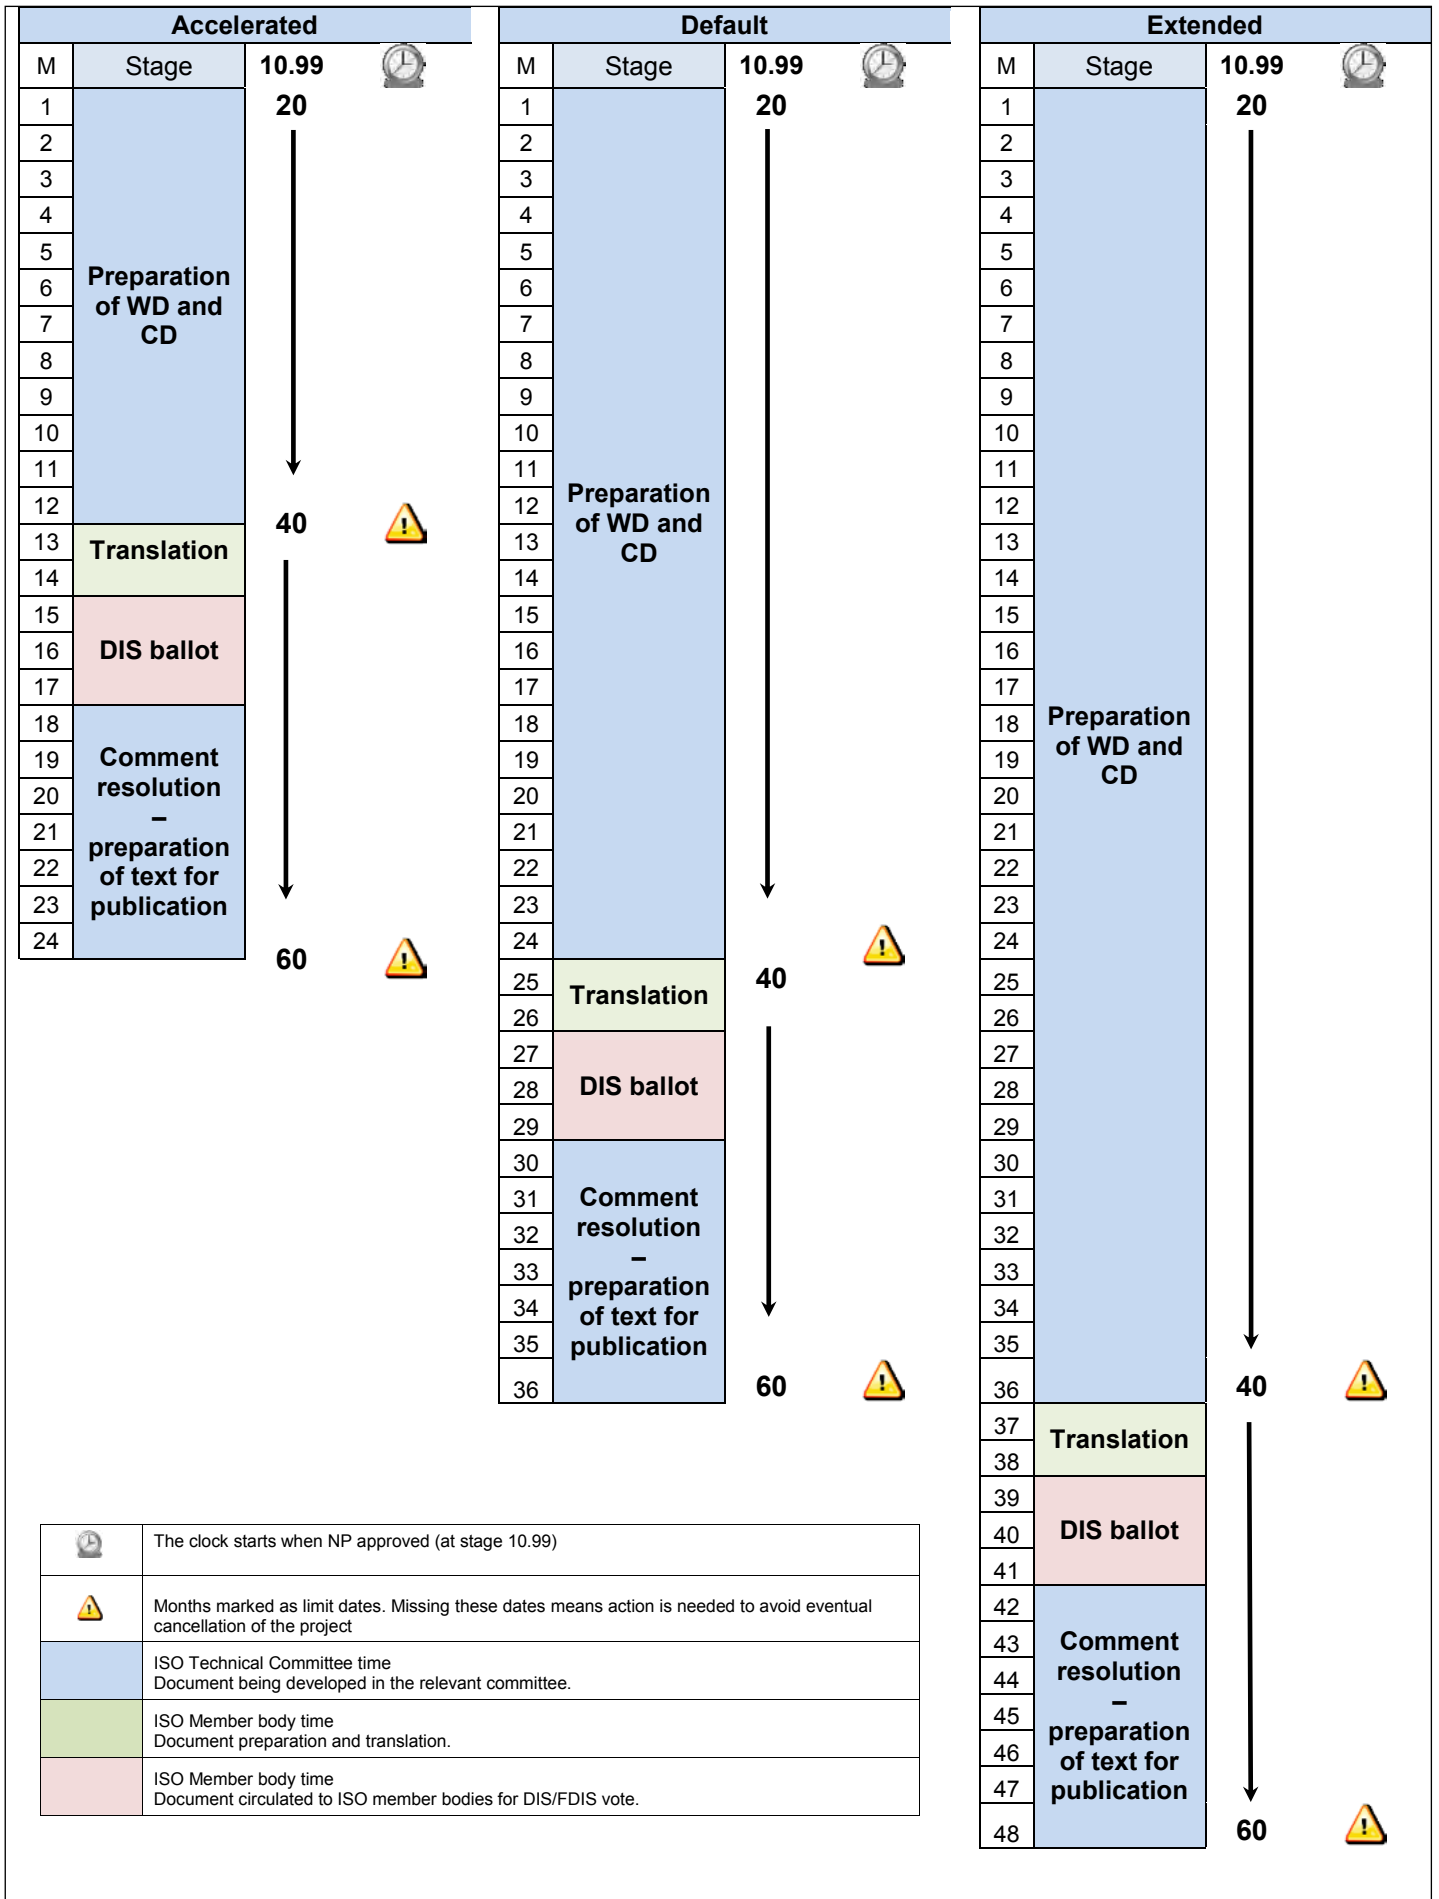 Accelerated
M Stage 10.99
1 20
2
3
4
5
6 Preparation
7 of WD and
8 CD
9
10
11
12
40
13 Translation
14
15
16 DIS ballot
17
18
19 Comment
20 resolution
21 –
22 preparation
23 of text for
24 publication
60
Default
M Stage 10.99
1 20
2
3
4
5
6
7
8
9
10
11
12 Preparation
13 of WD and
14 CD
15
16
17
18
19
20
21
22
23
24
25 Translation 40
26
27
28 DIS ballot
29
30
31 Comment
32 resolution
33 –
34 preparation
35 of text for
publication
36 60
Extended
M Stage 10.99
1 20
2
3
4
5
6
7
8
9
10
11
12
13
14
15
16
17
18 Preparation
19 of WD and
20 CD
21
22
23
24
25
26
27
28
29
30
31
32
33
34
35
36 40
37 Translation
38
39
40 DIS ballot
41
42
43 Comment
44 resolution
45 –
46 preparation
47 of text for
publication
48 60
The clock starts when NP approved (at stage 10.99)
Months marked as limit dates. Missing these dates means action is needed to avoid eventual
cancellation of the project
ISO Technical Committee time
Document being developed in the relevant committee.
ISO Member body time
Document preparation and translation.
ISO Member body time
Document circulated to ISO member bodies for DIS/FDIS vote.